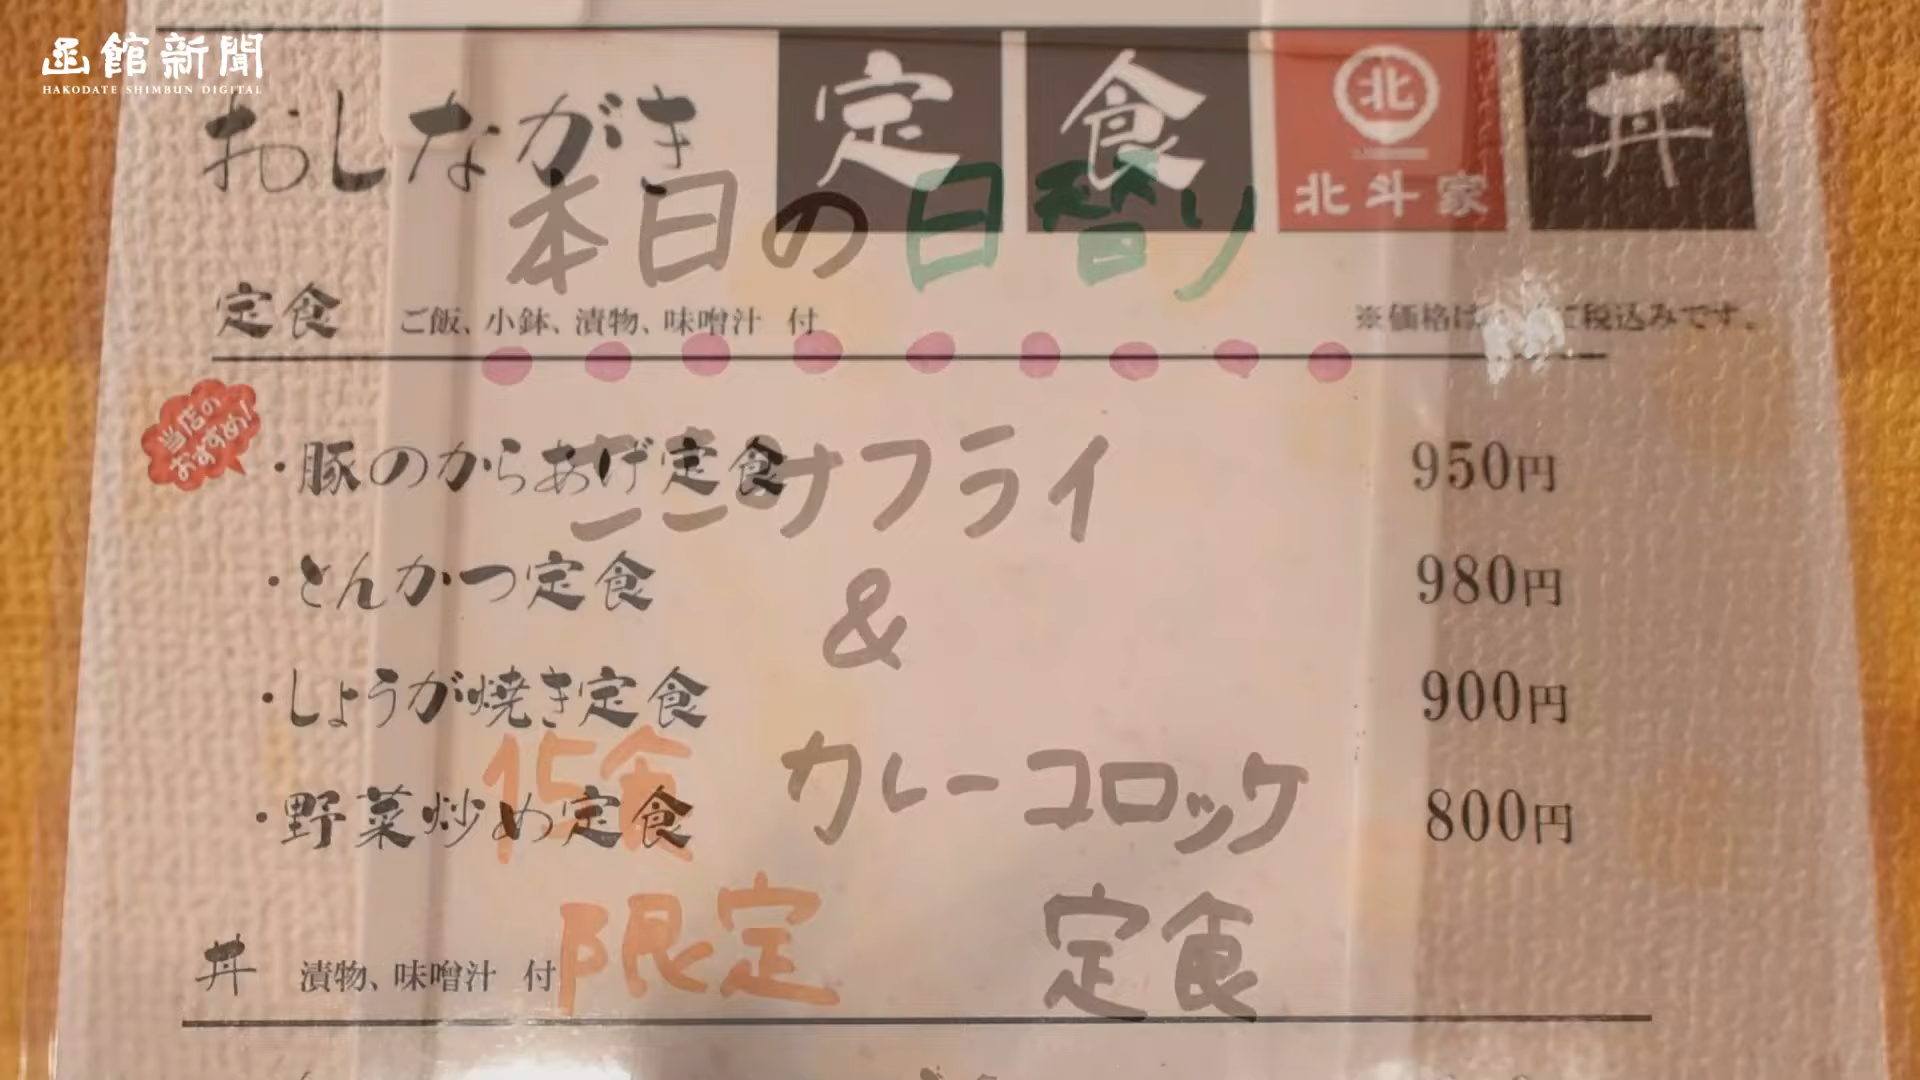 函館新聞
HAKODATE SHIMBUN DIGITAL
おしながき
定食
北
北斗家
丼
本日の日替り
定食 ご飯、小鉢、漬物、味噌汁 付
※価格は て税込みです。
当店の
おすすめ!
・豚のからあげ定食 950円
フライ
・とんかつ定食 980円
&
・しょうが焼き定食 900円
15食
カレーコロッケ
・野菜炒め定食 800円
限定
定食
丼 漬物、味噌汁 付